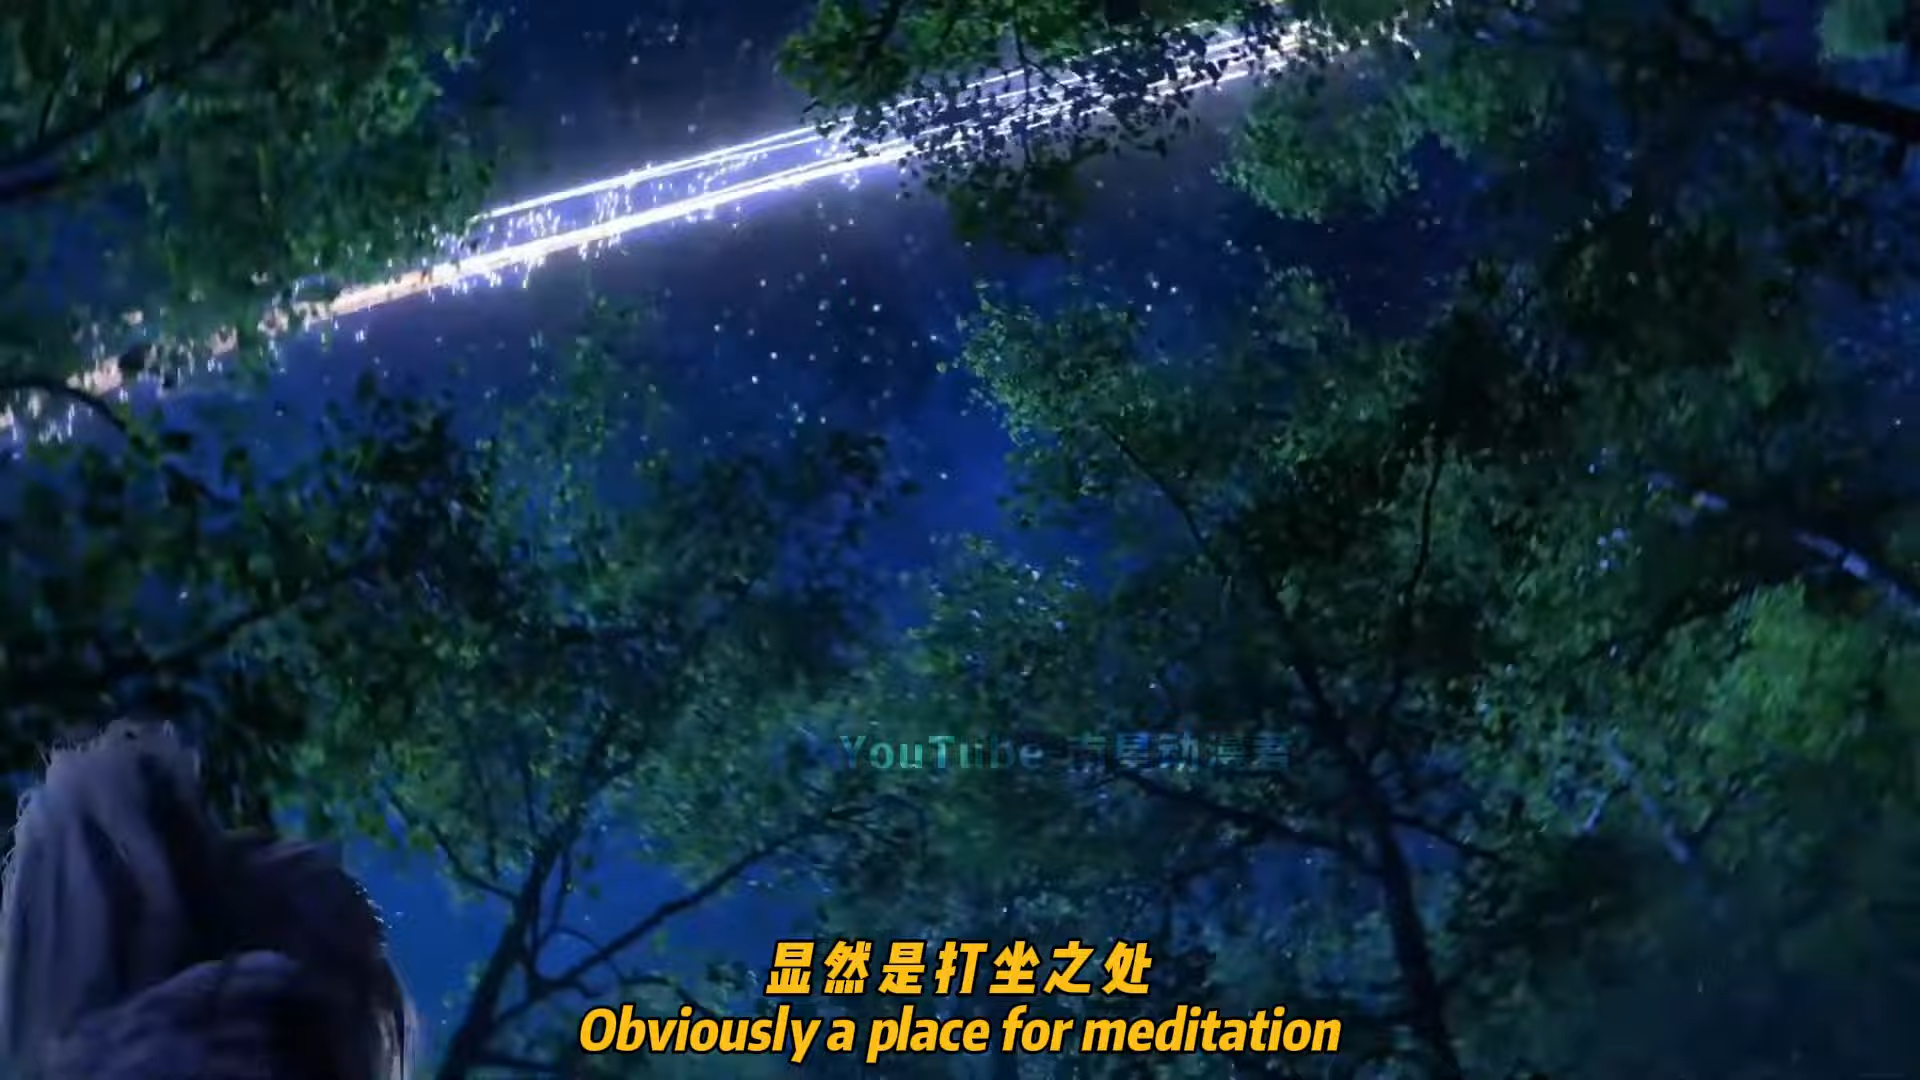 YouTube
显然是打坐之处
Obviously a place for meditation